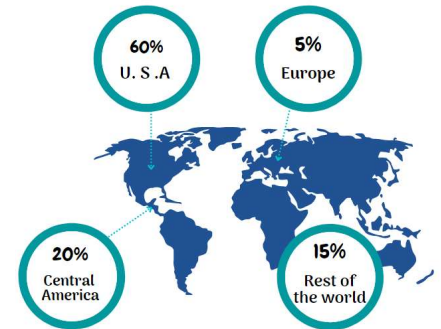 60%
U. S .A
5%
Europe
20%
Central
America
15%
Rest of
the world